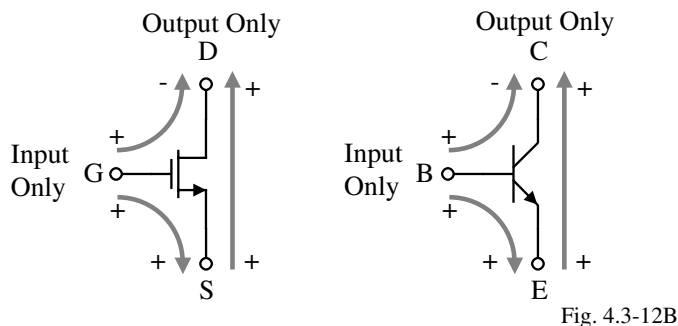 Output Only
D
-
+
+
Input
Only
G
+
+
+
S
Output Only
C
-
+
+
Input
Only
B
+
+
+
E
Fig. 4.3-12B